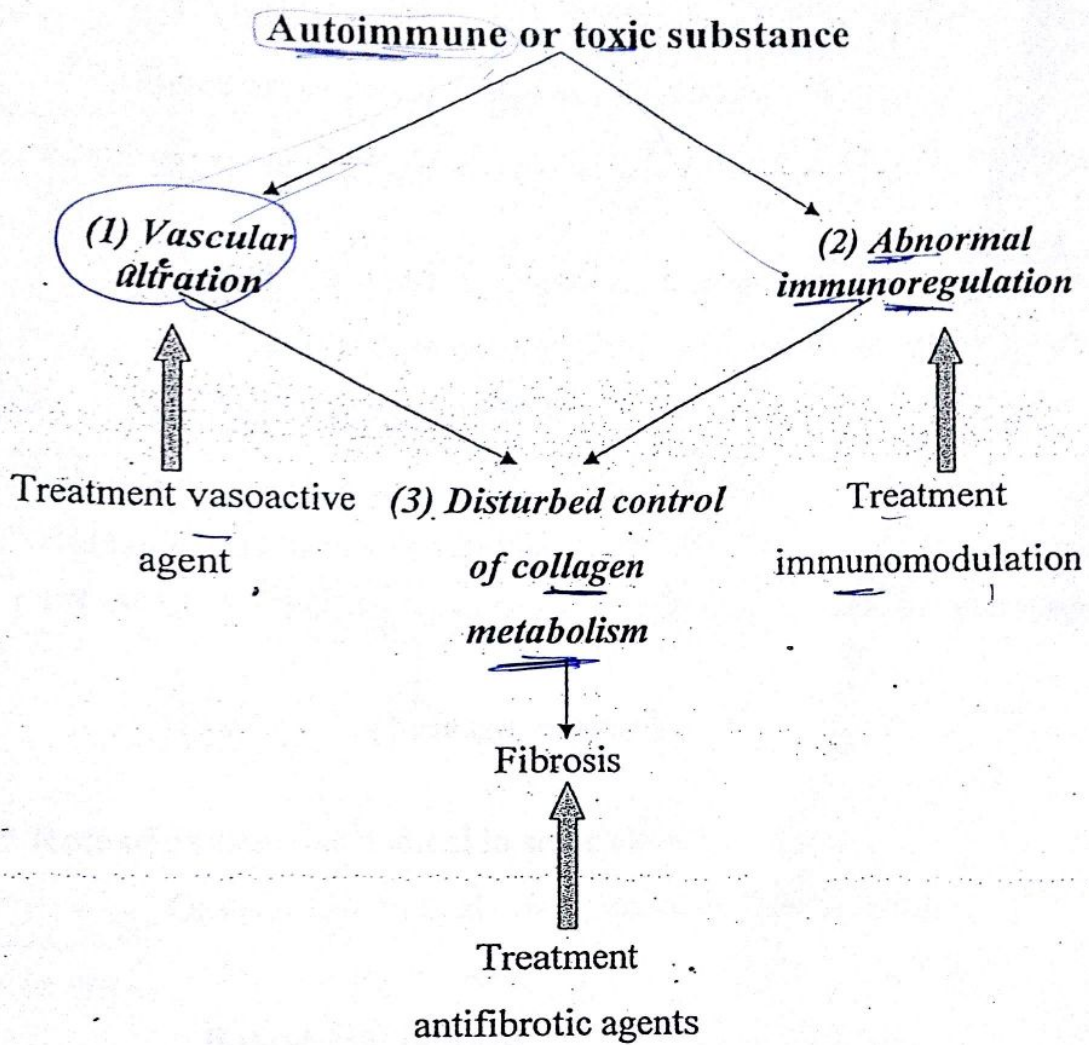 Autoimmune or toxic substance
(1) Vascular
altration
(2) Abnormal
immunoregulation
Treatment vasoactive
agent
(3) Disturbed control
of collagen
metabolism
Treatment
immunomodulation
Fibrosis
Treatment
antifibrotic agents